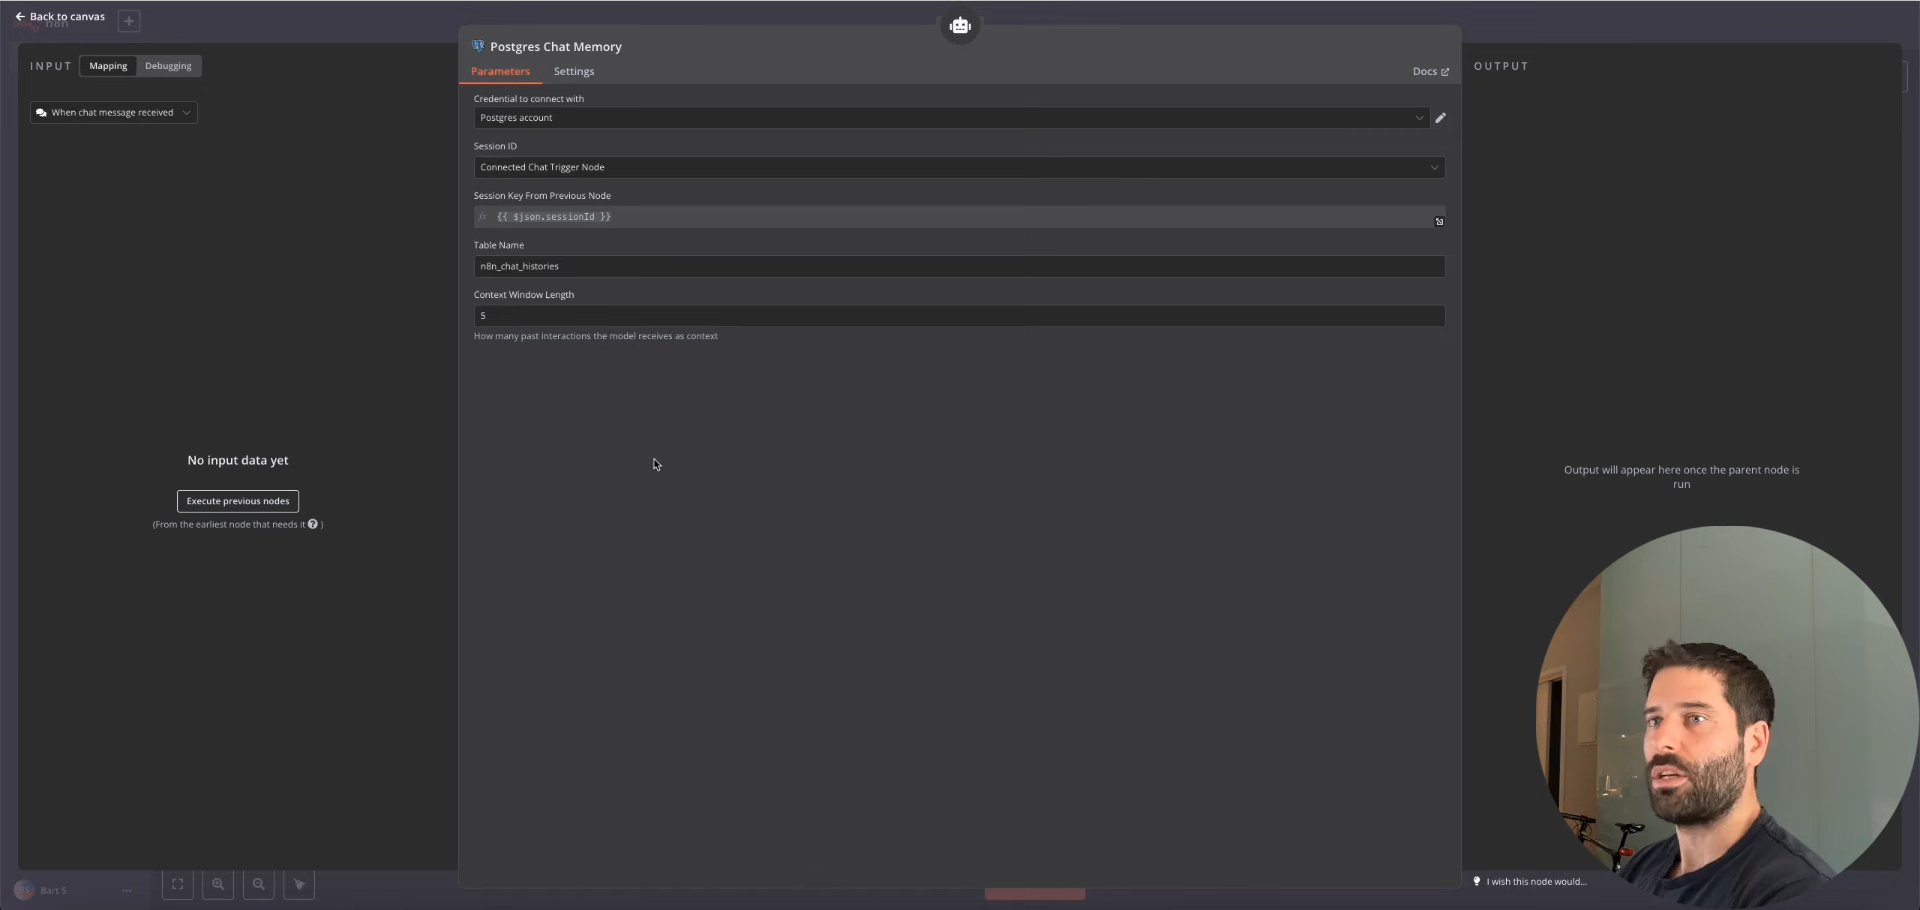 Back to canvas
n8n
INPUT
Mapping
Debugging
When chat message received
No input data yet
Execute previous nodes
(From the earliest node that needs it ? )
Bart S
Postgres Chat Memory
Parameters
Settings
Docs
Credential to connect with
Postgres account
Session ID
Connected Chat Trigger Node
Session Key From Previous Node
fx {{ $json.sessionId }}
Table Name
n8n_chat_histories
Context Window Length
5
How many past interactions the model receives as context
OUTPUT
Output will appear here once the parent node is
run
I wish this node would...